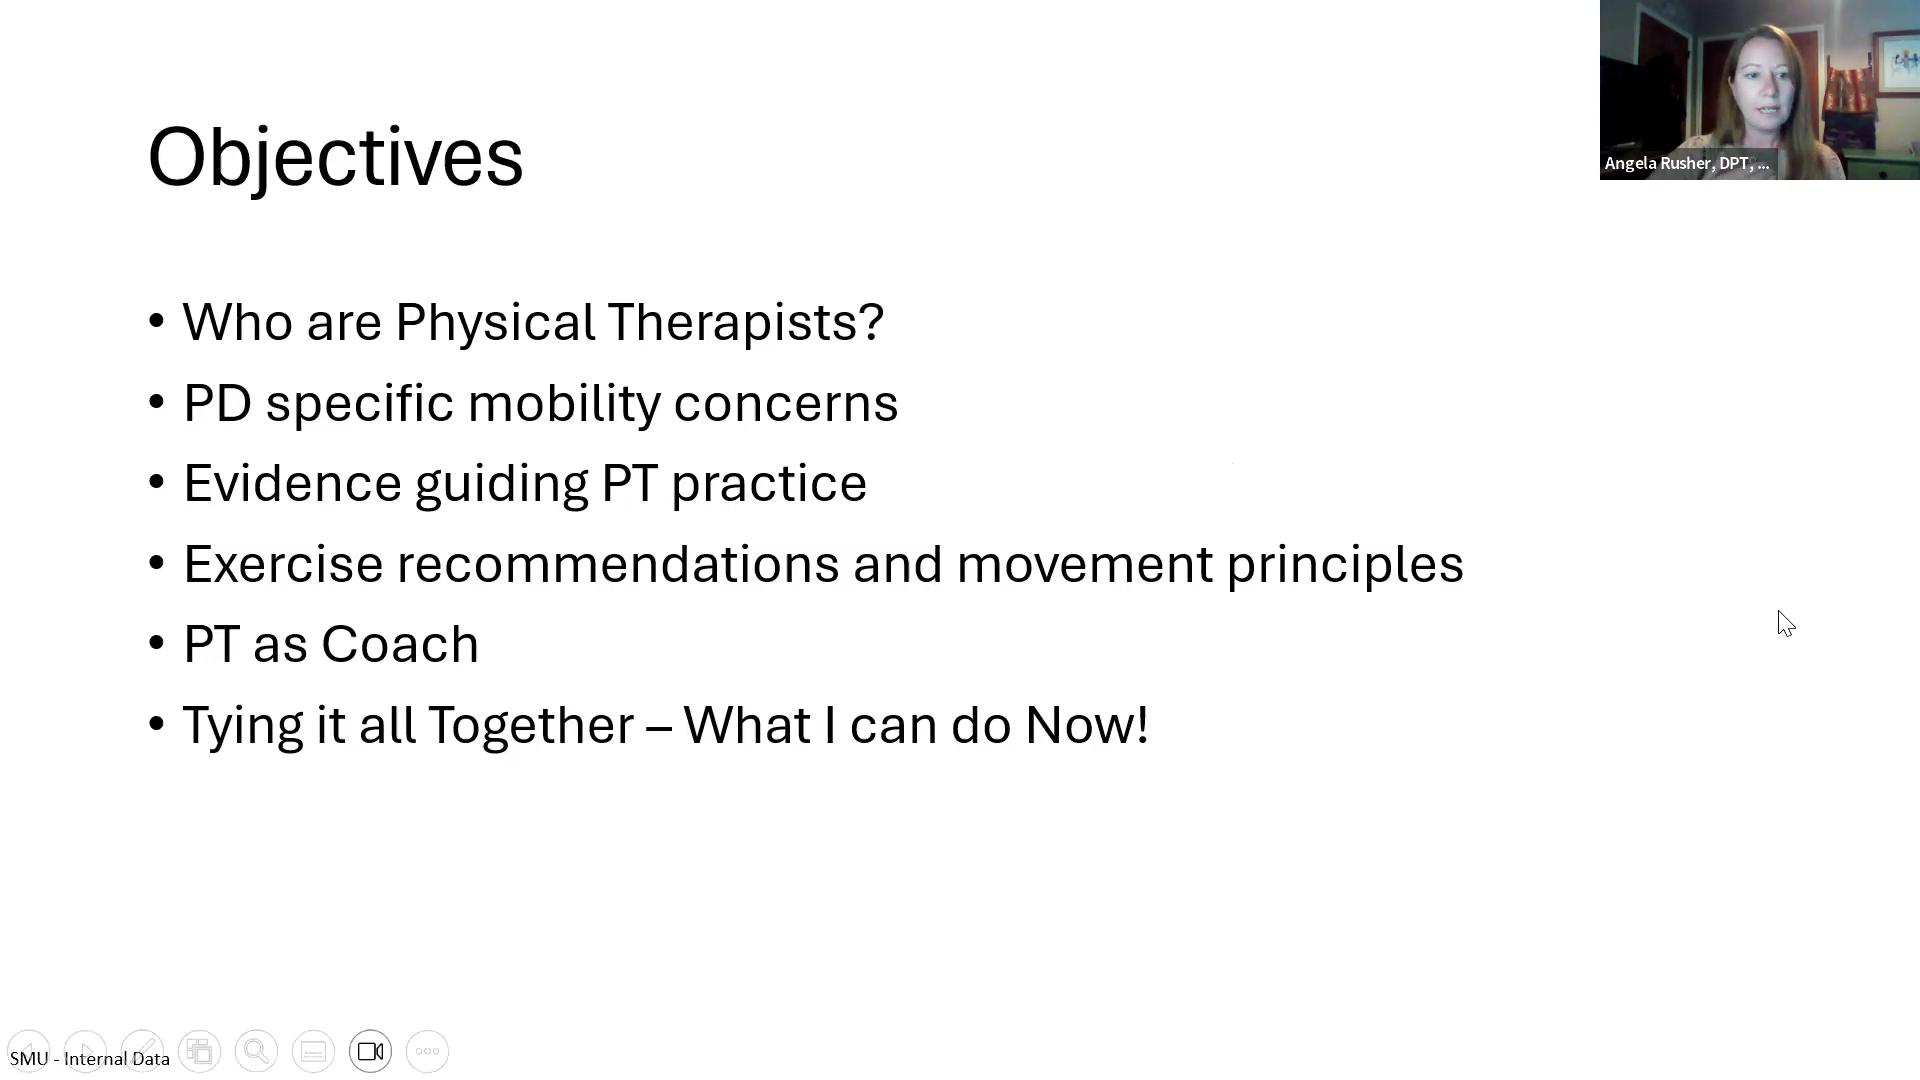 Objectives
• Who are Physical Therapists?
• PD specific mobility concerns
• Evidence guiding PT practice
• Exercise recommendations and movement principles
• PT as Coach
• Tying it all Together – What I can do Now!
Angela Rusher, DPT, ...
SMU - Internal Data